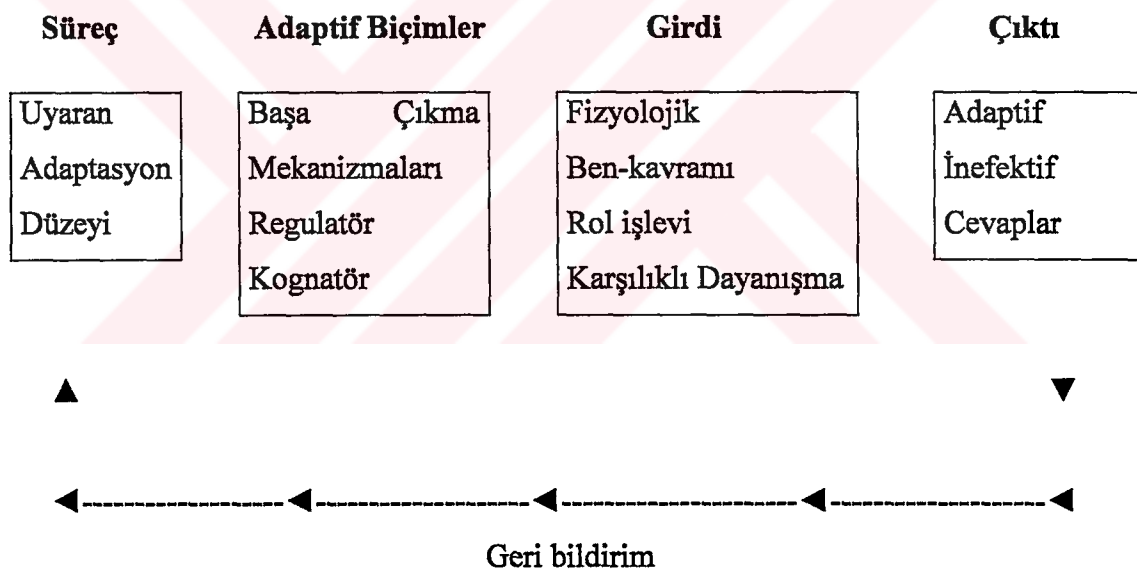 Süreç Adaptif Biçimler Girdi Çıktı
Uyaran
Adaptasyon
Düzeyi
Başa Çıkma
Mekanizmaları
Regulatör
Kognatör
Fizyolojik
Ben-kavramı
Rol işlevi
Karşılıklı Dayanışma
Adaptif
İnefektif
Cevaplar
Geri bildirim